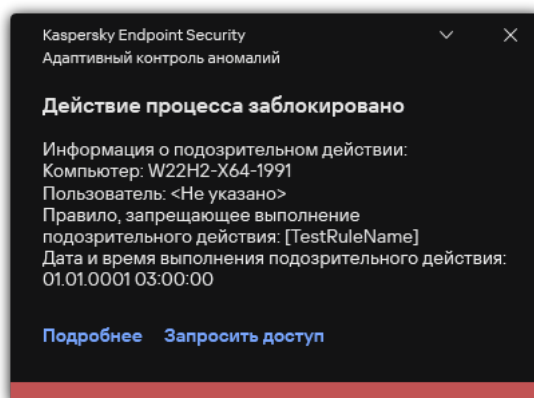 Kaspersky Endpoint Security
Адаптивный контроль аномалий
Действие процесса заблокировано
Информация о подозрительном действии:
Компьютер: W22H2-X64-1991
Пользователь: <Не указано>
Правило, запрещающее выполнение
подозрительного действия: [TestRuleName]
Дата и время выполнения подозрительного действия:
01.01.0001 03:00:00
Подробнее Запросить доступ